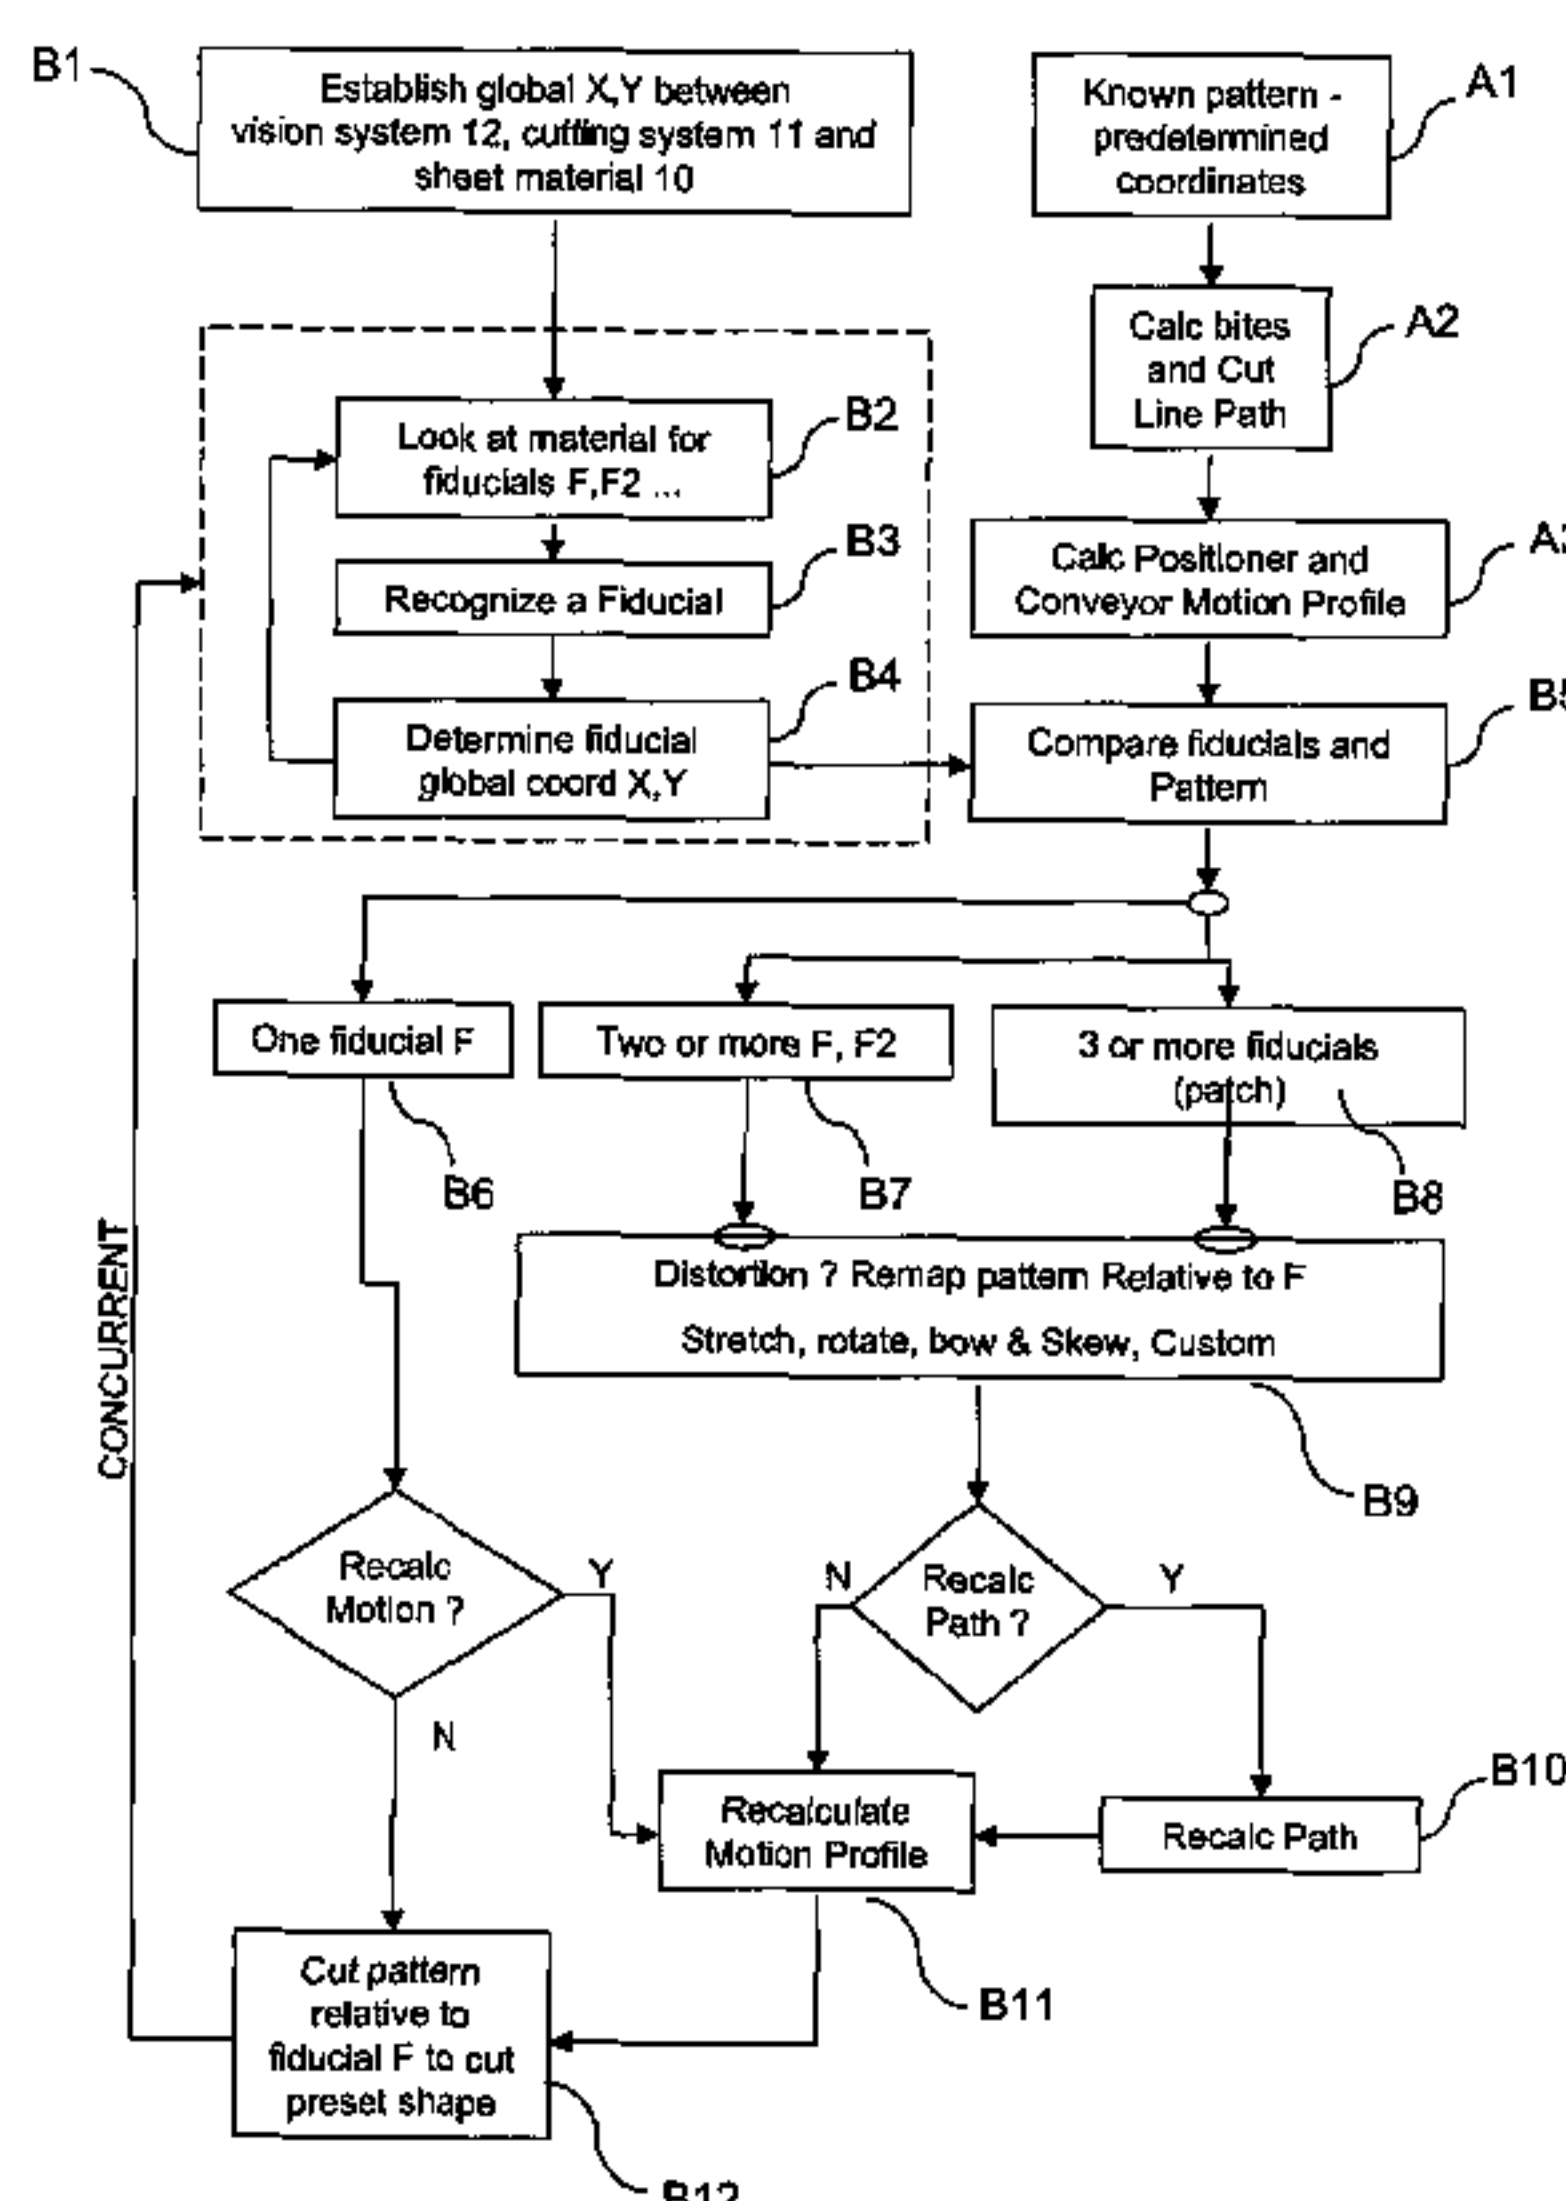 B1
Establish global X,Y between
vision system 12, cutting system 11 and
sheet material 10
Known pattern -
predetermined
coordinates
A1
Calc bites
and Cut
Line Path
A2
Look at material for
fiducials F,F2 ...
B2
Recognize a Fiducial
B3
Calc Positioner and
Conveyor Motion Profile
Determine fiducial
global coord X,Y
B4
Compare fiducials and
Pattern
B5
One fiducial F
Two or more F, F2
3 or more fiducials
(patch)
B6
B7
B8
Distortion ? Remap pattern Relative to F
Stretch, rotate, bow & Skew, Custom
B9
CONCURRENT
Recalc
Motion ?
Y
N
N
Recalc
Path ?
Y
Recalculate
Motion Profile
Recalc Path
B10
B11
Cut pattern
relative to
fiducial F to cut
preset shape
B12